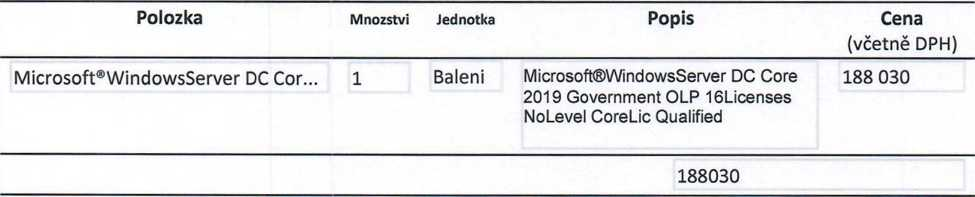 Polozka Mnozstvi Jednotka Popis Cena
(včetně DPH)
Microsoft®WindowsServer DC Cor... 1 Baleni Microsoft®WindowsServer DC Core 188 030
2019 Government OLP 16Licenses
NoLevel CoreLic Qualified
188030